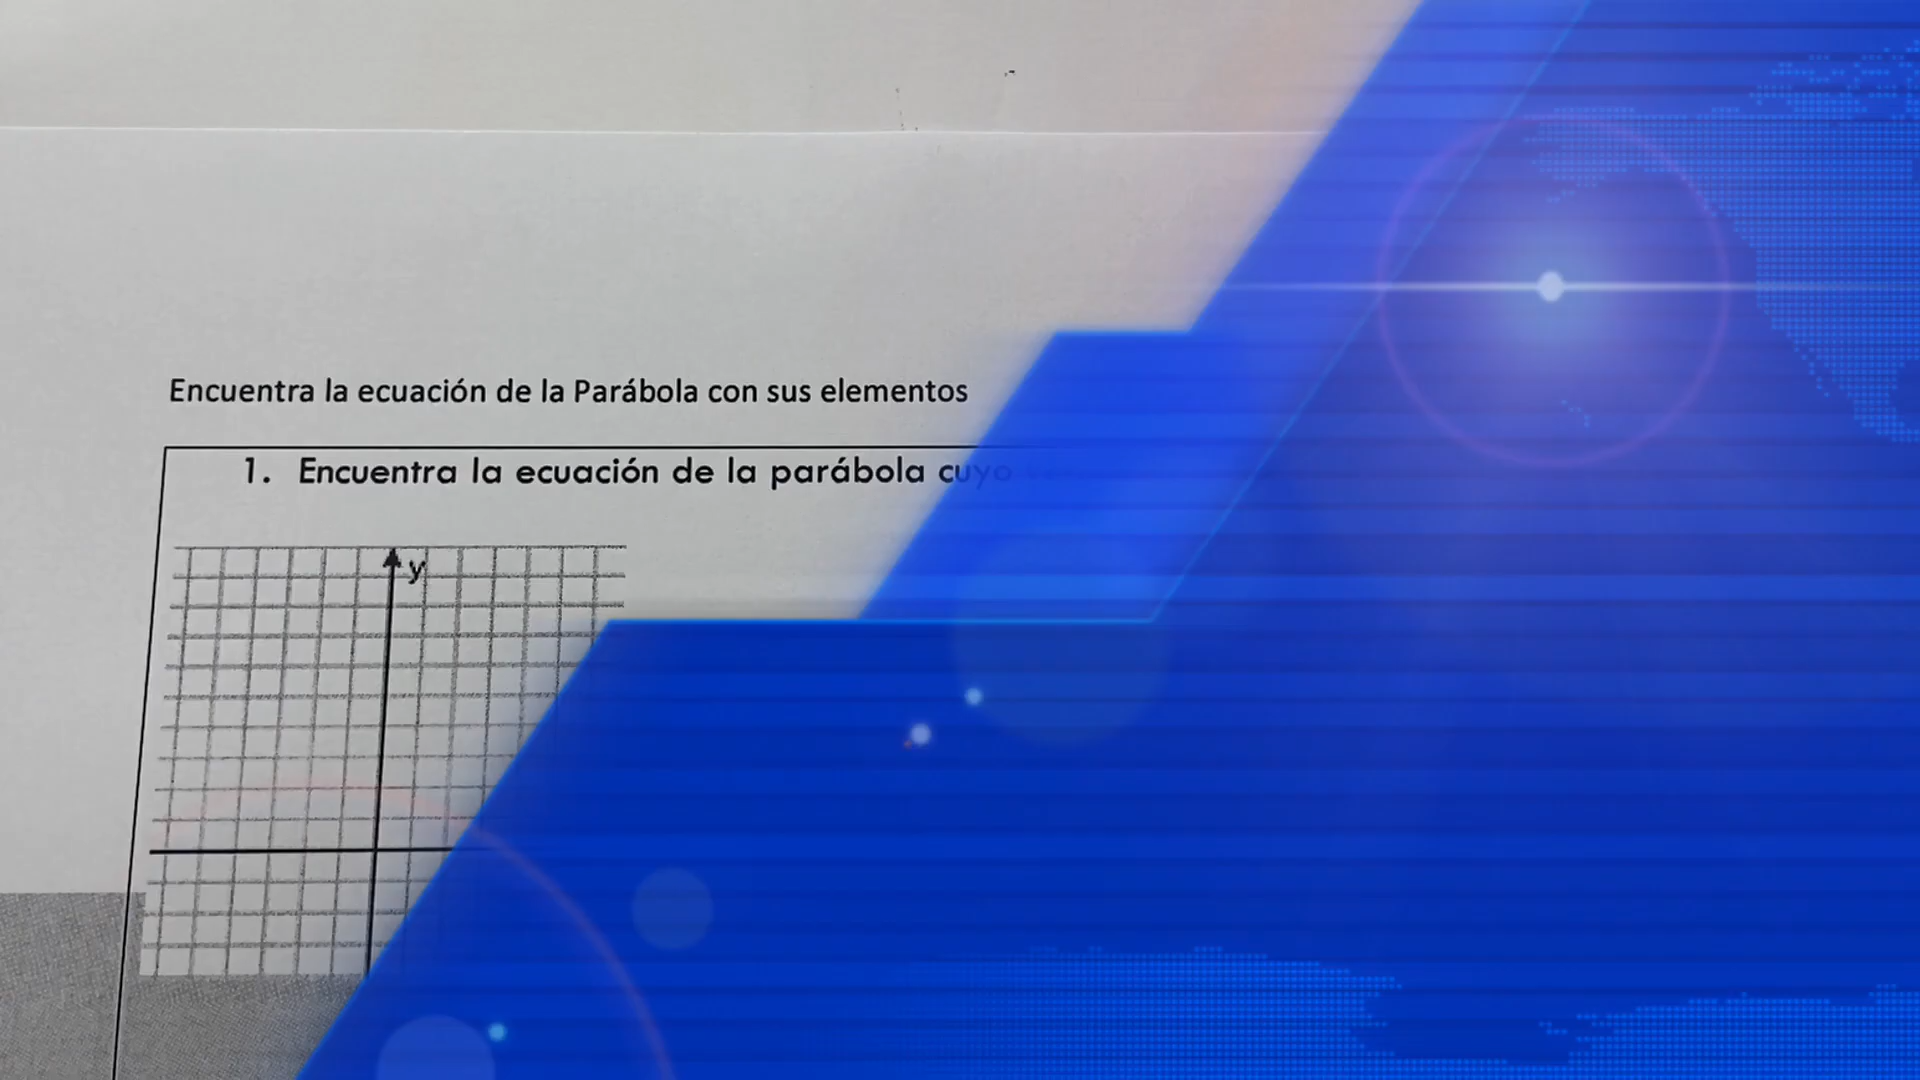 Encuentra la ecuación de la Parábola con sus elementos
1. Encuentra la ecuación de la parábola cuyo
y